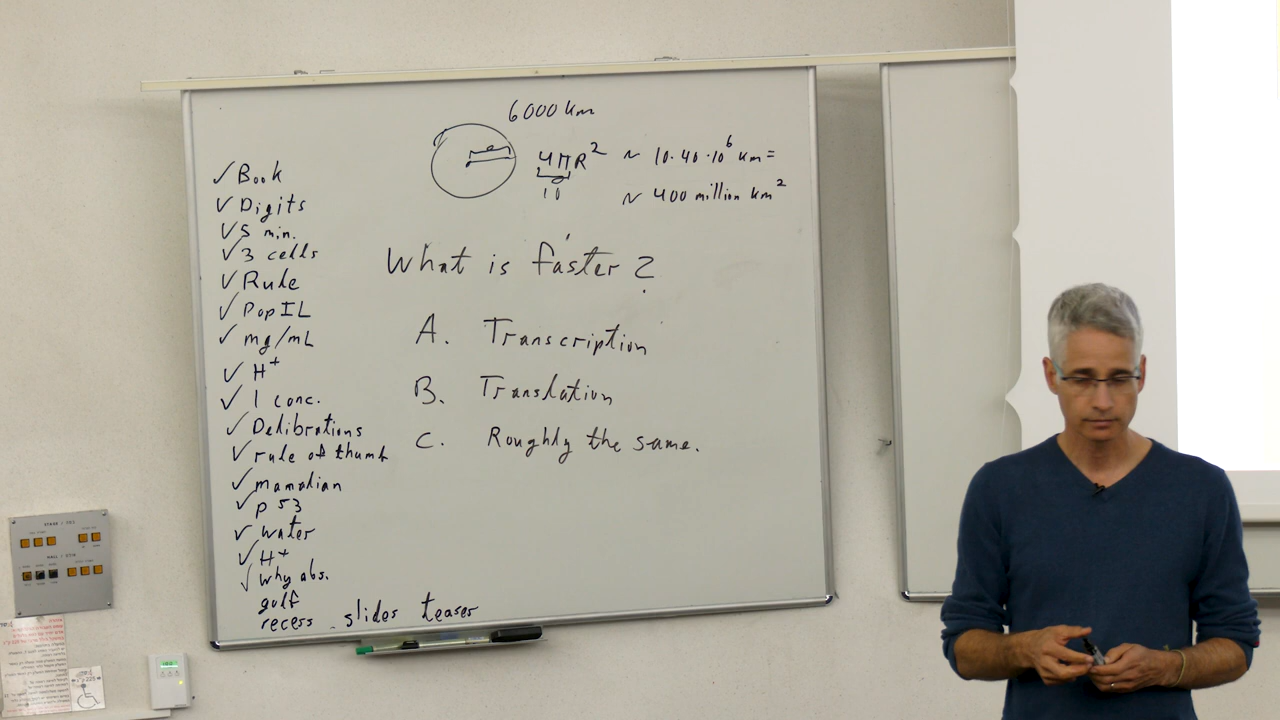 6000 km
4πR² ~ 10·40·10⁶ km =
10
~ 400 million km²
✓ Book
✓ Digits
✓ 5 min.
✓ 3 cells
✓ Rule
✓ PopIL
✓ mg/mL
✓ H⁺
✓ 1 conc.
✓ Delibrations
✓ rule of thumb
✓ mamalian
✓ p53
✓ water
✓ H⁺
✓ why abs.
golf
recess - slides teaser
What is faster?
A. Transcription
B. Translation
C. Roughly the same.